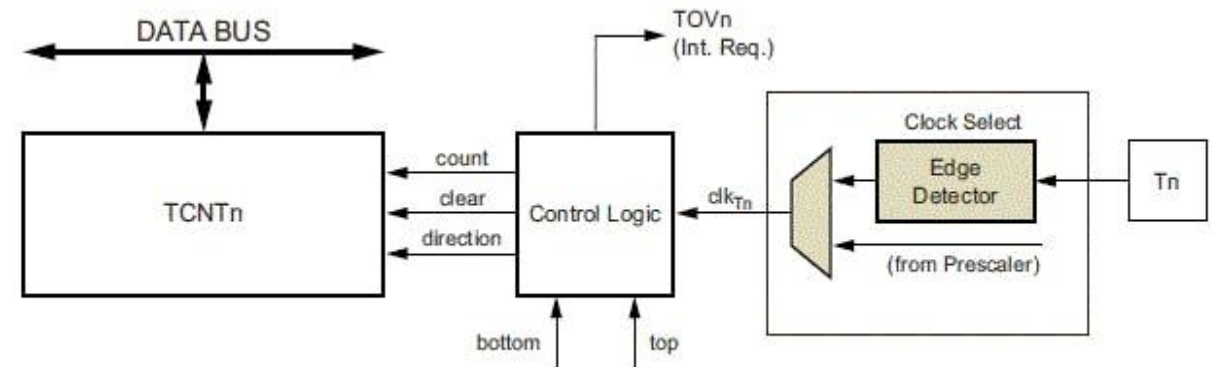 DATA BUS
TOVn
(Int. Req.)
Clock Select
count
Edge
Detector
Tn
TCNTn
clear
Control Logic
clkTn
direction
(from Prescaler)
bottom
top